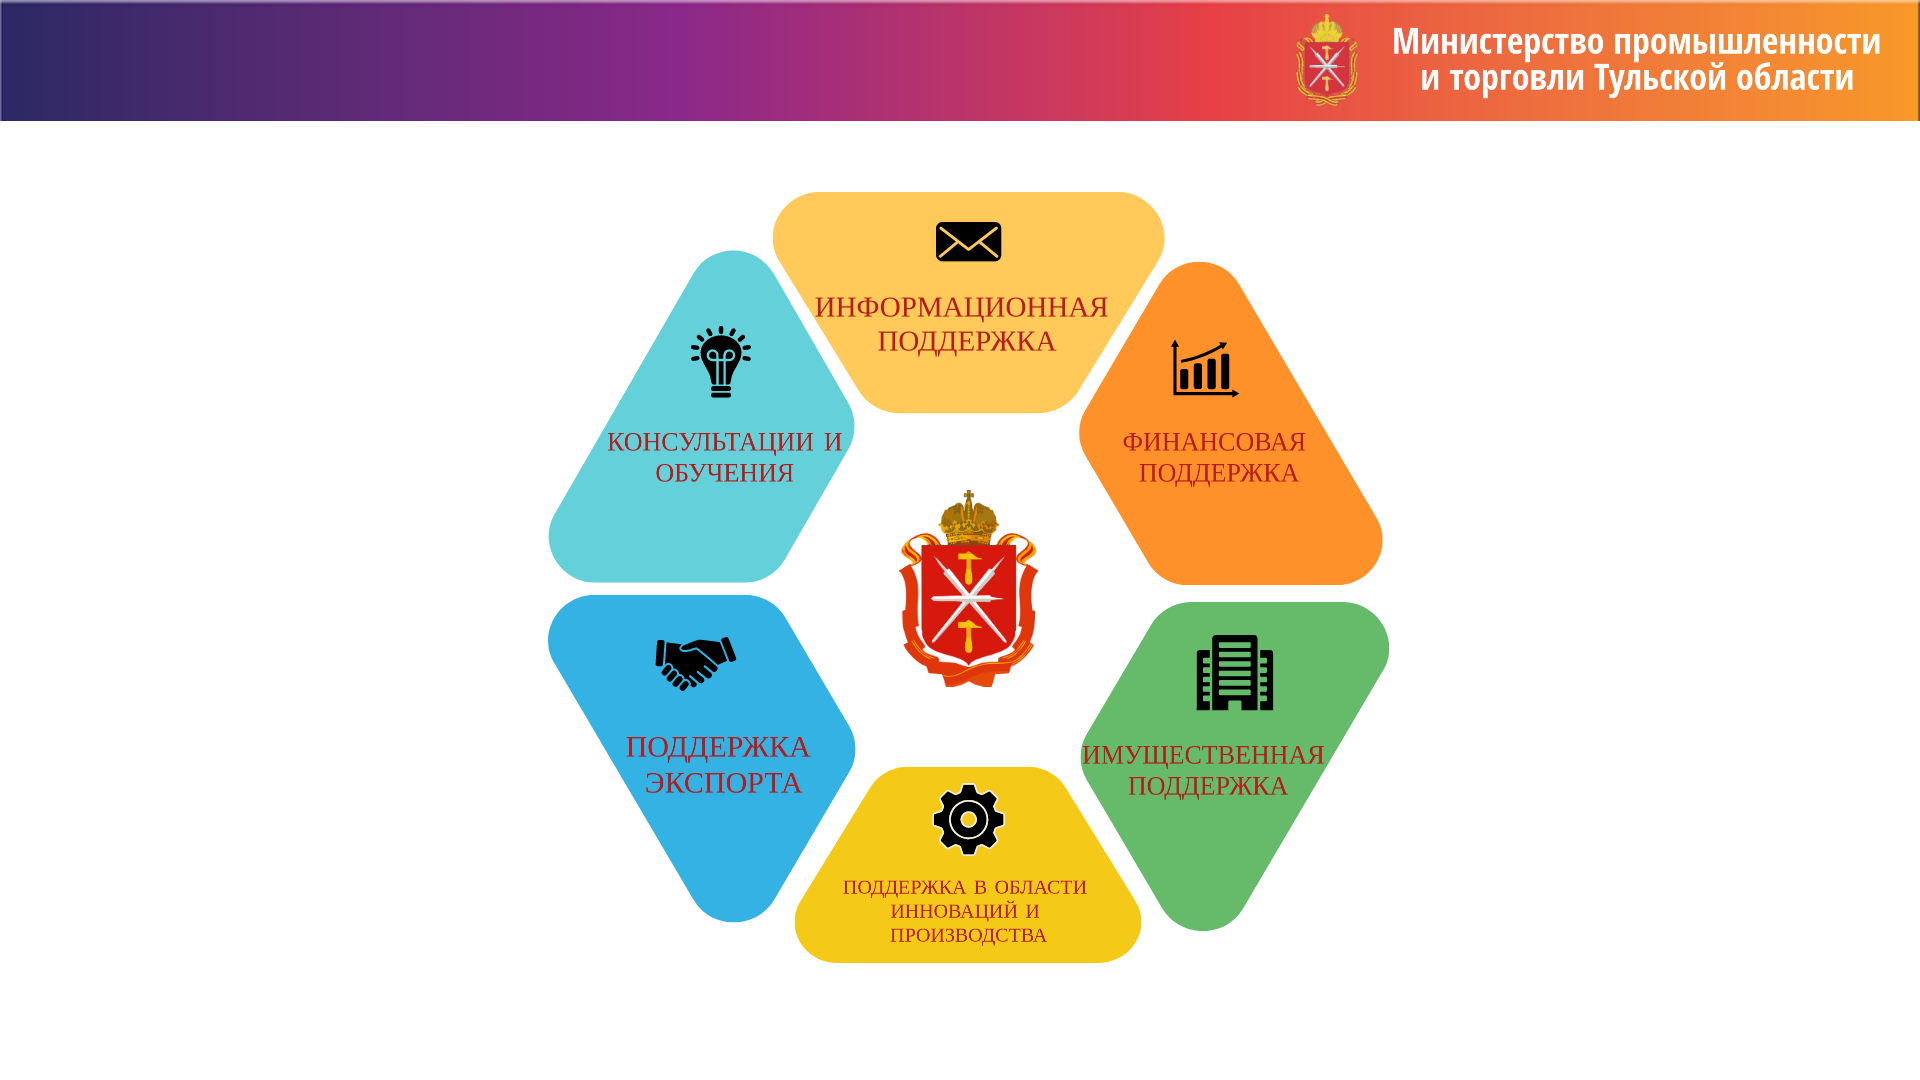 Министерство промышленности
и торговли Тульской области
ИНФОРМАЦИОННАЯ
ПОДДЕРЖКА
КОНСУЛЬТАЦИИ И
ОБУЧЕНИЯ
ФИНАНСОВАЯ
ПОДДЕРЖКА
ПОДДЕРЖКА
ЭКСПОРТА
ИМУЩЕСТВЕННАЯ
ПОДДЕРЖКА
ПОДДЕРЖКА В ОБЛАСТИ
ИННОВАЦИЙ И
ПРОИЗВОДСТВА